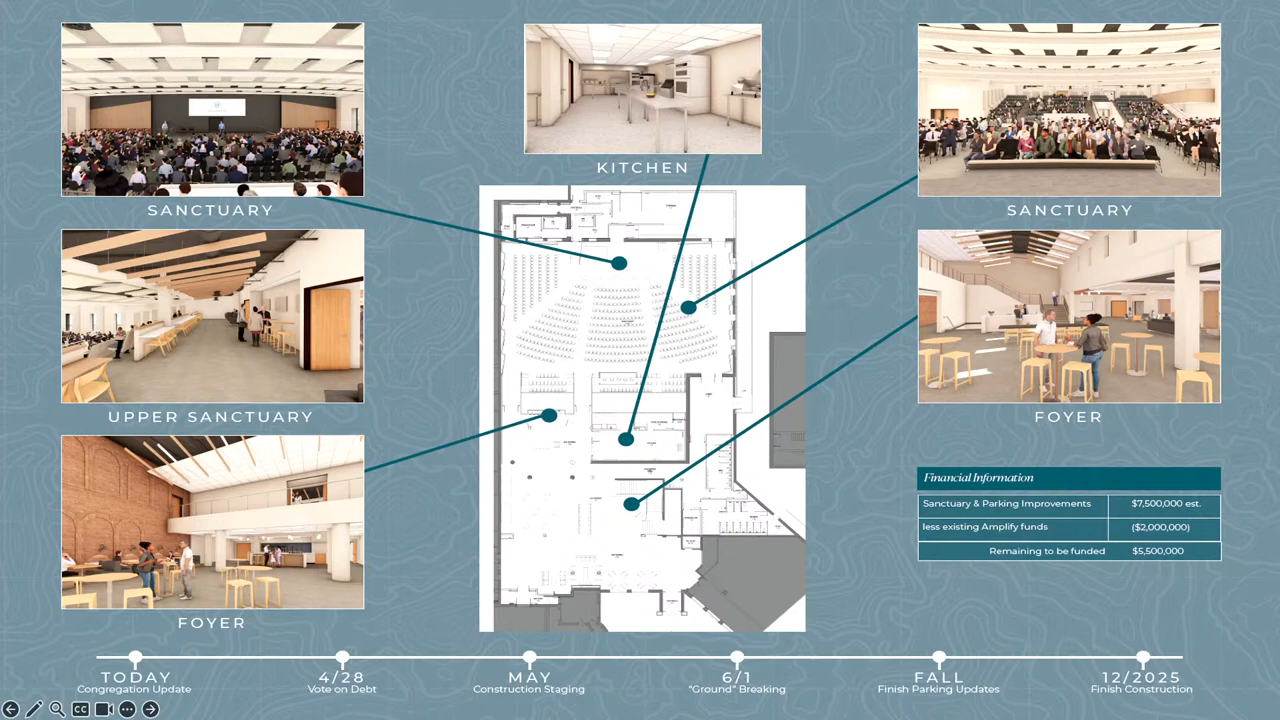 KITCHEN
SANCTUARY
SANCTUARY
UPPER SANCTUARY
FOYER
FOYER
Financial Information
Sanctuary & Parking Improvements $7,500,000 est.
less existing Amplify funds ($2,000,000)
Remaining to be funded $5,500,000
TODAY
Congregation Update
4/28
Vote on Debt
MAY
Construction Staging
6/1
"Ground" Breaking
FALL
Finish Parking Updates
12/2025
Finish Construction
CC